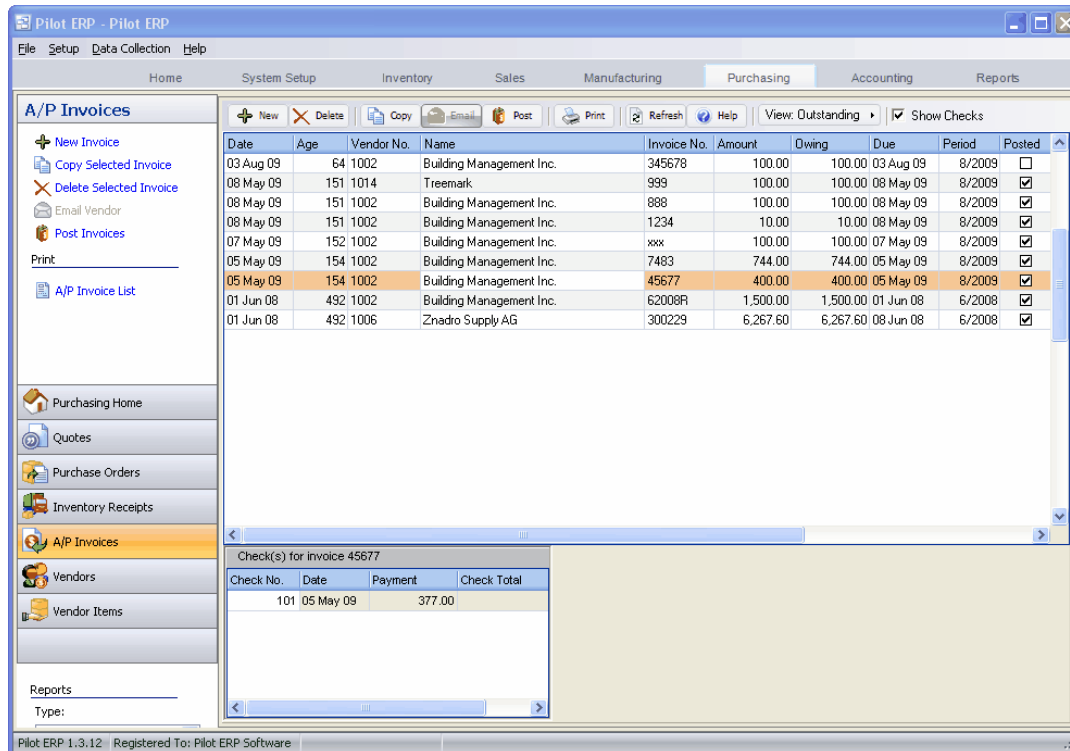 Pilot ERP - Pilot ERP
File Setup Data Collection Help
Home System Setup Inventory Sales Manufacturing Purchasing Accounting Reports
A/P Invoices
New Invoice
Copy Selected Invoice
Delete Selected Invoice
Email Vendor
Post Invoices
Print
A/P Invoice List
Purchasing Home
Quotes
Purchase Orders
Inventory Receipts
A/P Invoices
Vendors
Vendor Items
Reports
Type:
New Delete Copy Email Post Print Refresh Help View: Outstanding Show Checks
Date Age Vendor No. Name Invoice No. Amount Owing Due Period Posted
03 Aug 09 64 1002 Building Management Inc. 345678 100.00 100.00 03 Aug 09 8/2009
08 May 09 151 1014 Treemark 999 100.00 100.00 08 May 09 8/2009
08 May 09 151 1002 Building Management Inc. 888 100.00 100.00 08 May 09 8/2009
08 May 09 151 1002 Building Management Inc. 1234 10.00 10.00 08 May 09 8/2009
07 May 09 152 1002 Building Management Inc. xxx 100.00 100.00 07 May 09 8/2009
05 May 09 154 1002 Building Management Inc. 7483 744.00 744.00 05 May 09 8/2009
05 May 09 154 1002 Building Management Inc. 45677 400.00 400.00 05 May 09 8/2009
01 Jun 08 492 1002 Building Management Inc. 62008R 1,500.00 1,500.00 01 Jun 08 6/2008
01 Jun 08 492 1006 Znadro Supply AG 300229 6,267.60 6,267.60 08 Jun 08 6/2008
Check(s) for invoice 45677
Check No. Date Payment Check Total
101 05 May 09 377.00
Pilot ERP 1.3.12 Registered To: Pilot ERP Software